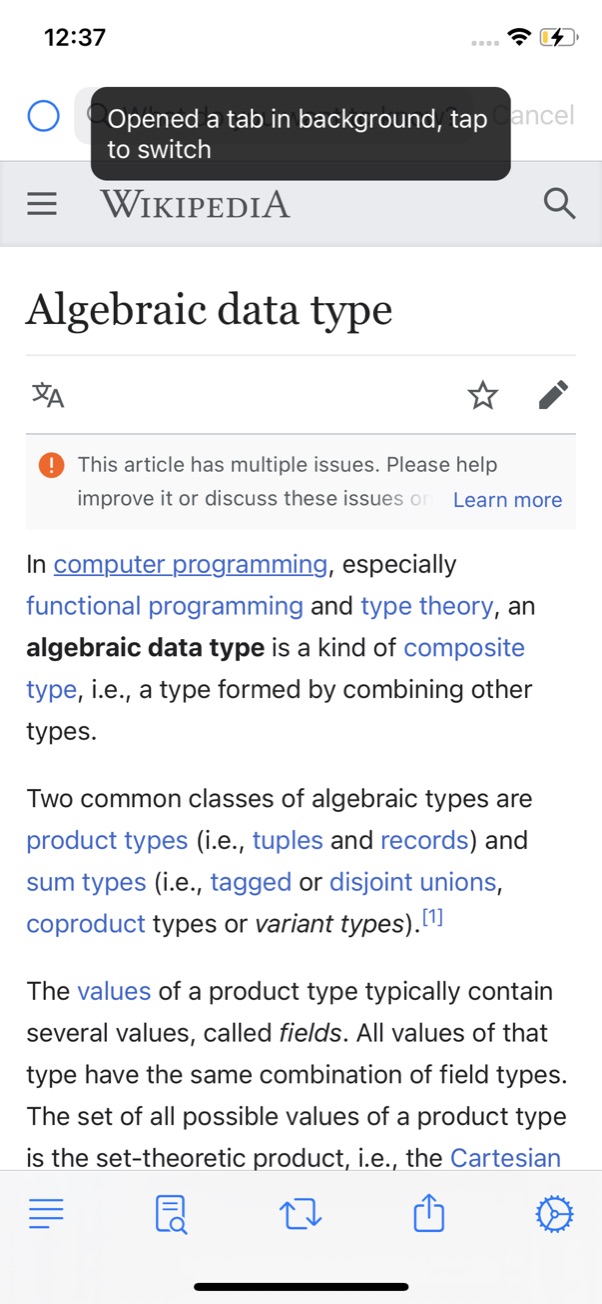 12:37
Opened a tab in background, tap
to switch
Cancel
WIKIPEDIA
Algebraic data type
This article has multiple issues. Please help
improve it or discuss these issues on
Learn more
In computer programming, especially
functional programming and type theory, an
algebraic data type is a kind of composite
type, i.e., a type formed by combining other
types.
Two common classes of algebraic types are
product types (i.e., tuples and records) and
sum types (i.e., tagged or disjoint unions,
coproduct types or variant types).[1]
The values of a product type typically contain
several values, called fields. All values of that
type have the same combination of field types.
The set of all possible values of a product type
is the set-theoretic product, i.e., the Cartesian